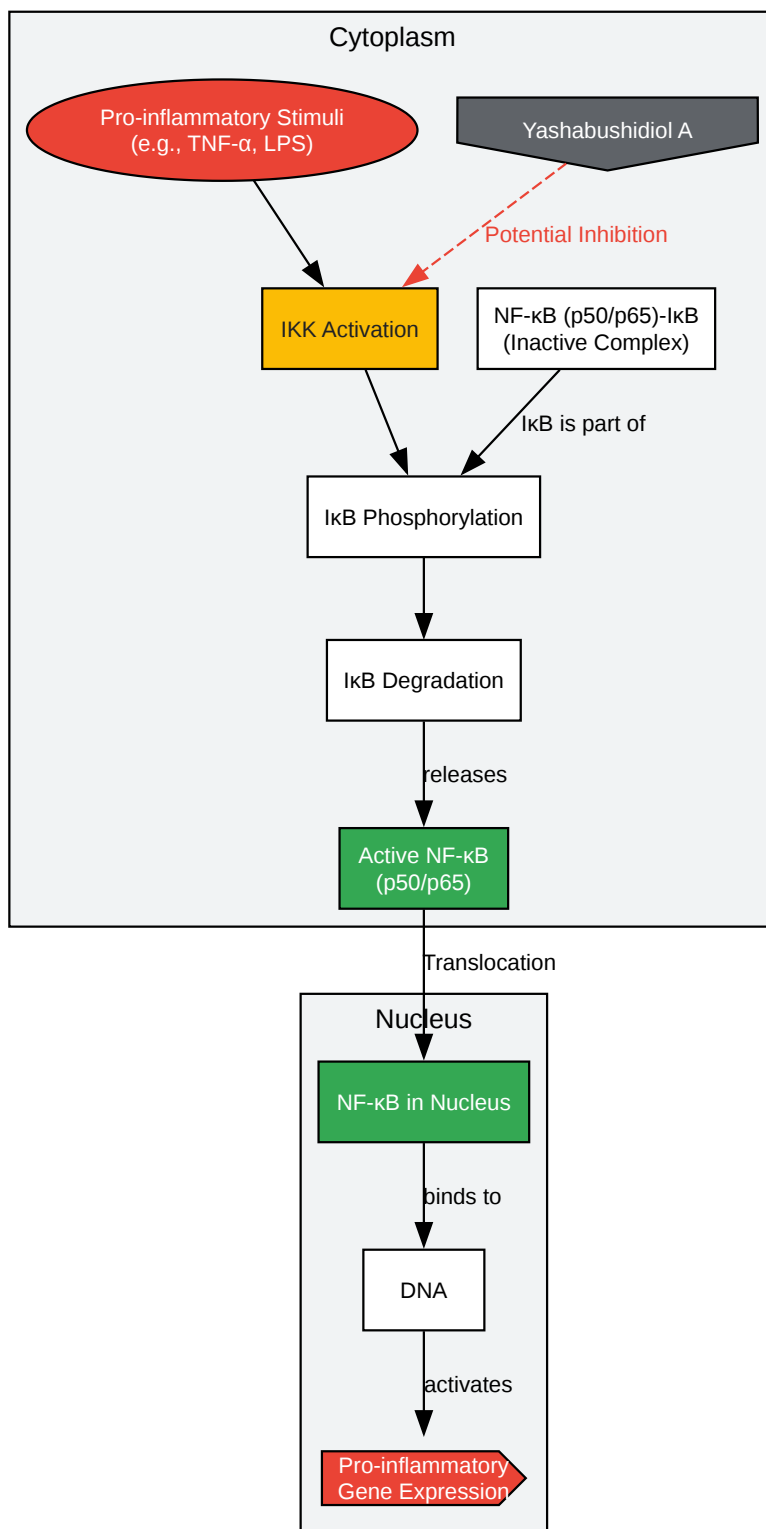 Cytoplasm
Pro-inflammatory Stimuli
(e.g., TNF-α, LPS)
Yashabushidiol A
Potential Inhibition
IKK Activation
NF-κB (p50/p65)-IκB
(Inactive Complex)
IκB is part of
IκB Phosphorylation
IκB Degradation
releases
Active NF-κB
(p50/p65)
Translocation
Nucleus
NF-κB in Nucleus
binds to
DNA
activates
Pro-inflammatory
Gene Expression